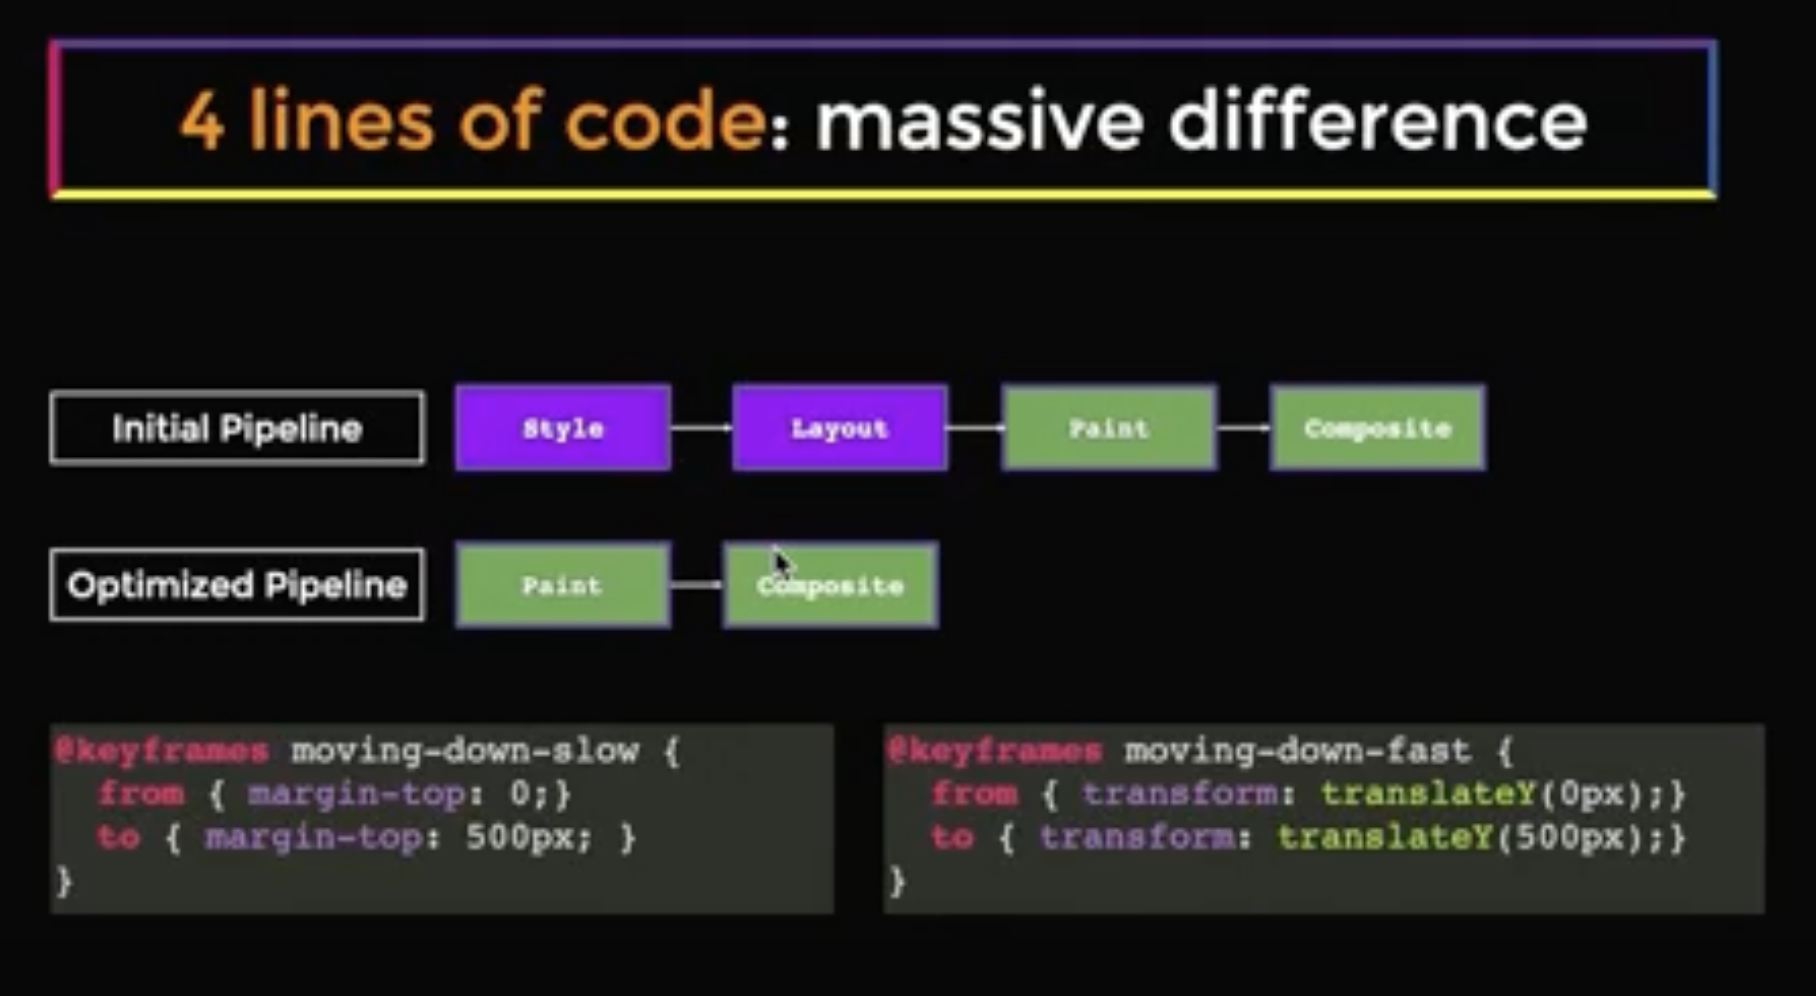 4 lines of code: massive difference
Initial Pipeline
Style
Layout
Paint
Composite
Optimized Pipeline
Paint
Composite
@keyframes moving-down-slow {
  from { margin-top: 0;}
  to { margin-top: 500px; }
}
@keyframes moving-down-fast {
  from { transform: translateY(0px);}
  to { transform: translateY(500px);}
}